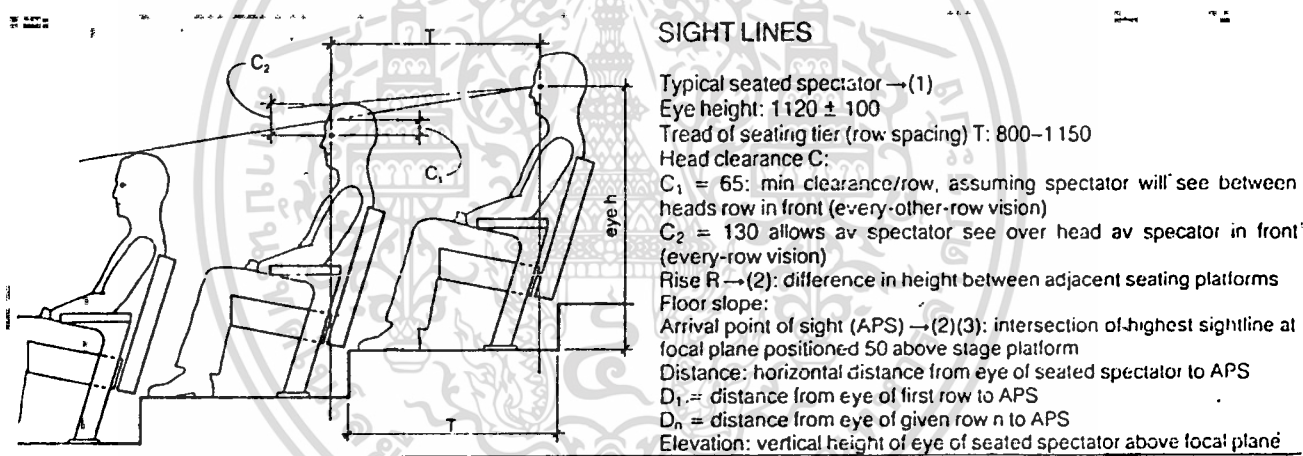 T
C₂
C₁
eye h
T
SIGHT LINES
Typical seated spectator →(1)
Eye height: 1120 ± 100
Tread of seating tier (row spacing) T: 800–1150
Head clearance C:
C₁ = 65: min clearance/row, assuming spectator will see between
heads row in front (every-other-row vision)
C₂ = 130 allows av spectator see over head av specator in front
(every-row vision)
Rise R →(2): difference in height between adjacent seating platforms
Floor slope:
Arrival point of sight (APS) →(2)(3): intersection of highest sightline at
focal plane positioned 50 above stage platform
Distance: horizontal distance from eye of seated spectator to APS
D₁ = distance from eye of first row to APS
Dₙ = distance from eye of given row n to APS
Elevation: vertical height of eye of seated spectator above focal plane